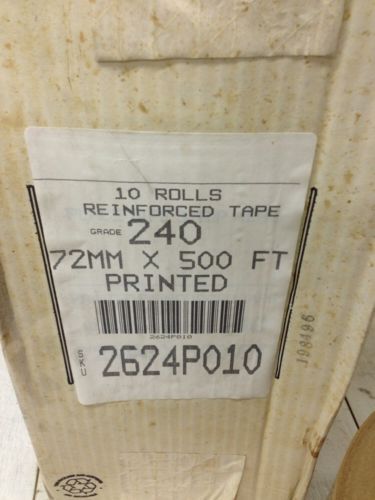 10 ROLLS
REINFORCED TAPE
GRADE 240
72MM X 500 FT
PRINTED
2624P010
SKU 2624P010
198496